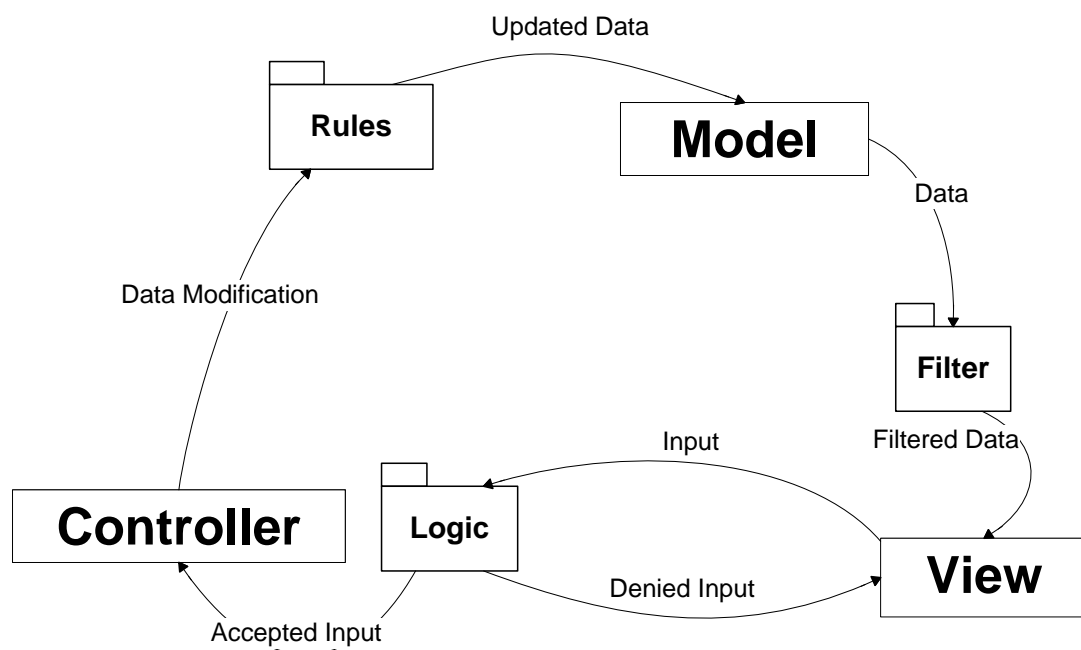 Updated Data
Rules
Model
Data
Data Modification
Filter
Filtered Data
Input
Controller
Logic
View
Denied Input
Accepted Input